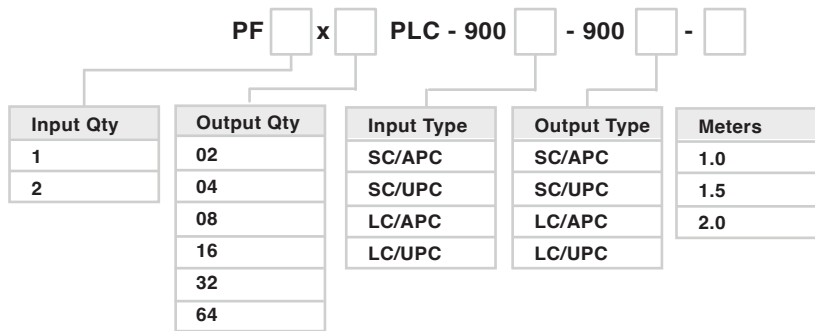 PF x PLC - 900 - 900 -
Input Qty
1
2
Output Qty
02
04
08
16
32
64
Input Type
SC/APC
SC/UPC
LC/APC
LC/UPC
Output Type
SC/APC
SC/UPC
LC/APC
LC/UPC
Meters
1.0
1.5
2.0